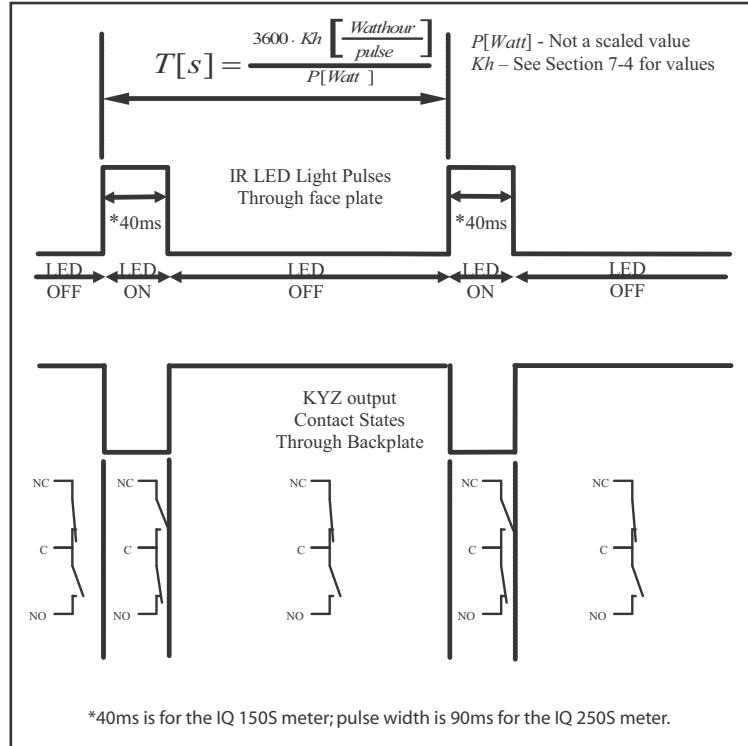 T[s] = 3600 · Kh [Watthour / pulse] / P[Watt ]
P[Watt] - Not a scaled value
Kh – See Section 7-4 for values
IR LED Light Pulses
Through face plate
*40ms
*40ms
LED OFF
LED ON
LED OFF
LED ON
LED OFF
KYZ output
Contact States
Through Backplate
NC
NC
NC
NC
NC
C
C
C
C
C
NO
NO
NO
NO
NO
*40ms is for the IQ 150S meter; pulse width is 90ms for the IQ 250S meter.